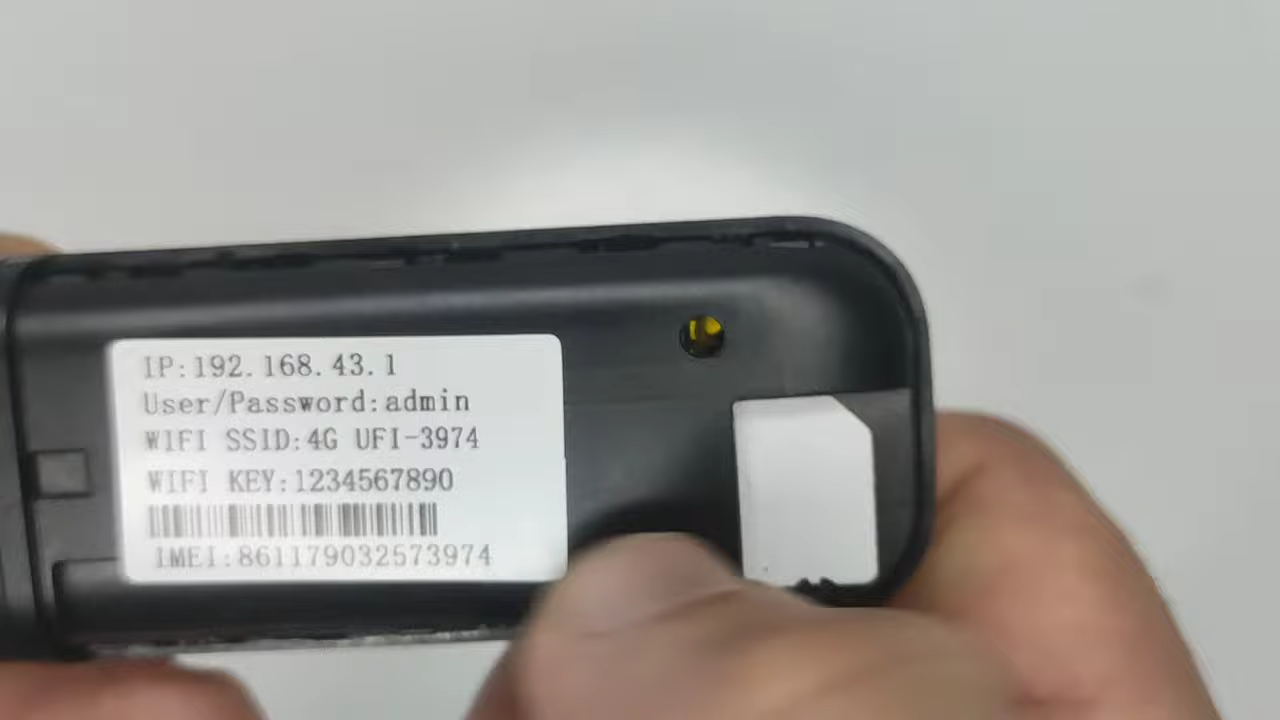 IP:192.168.43.1
User/Password:admin
WIFI SSID:4G UFI-3974
WIFI KEY:1234567890
IMEI:861179032573974